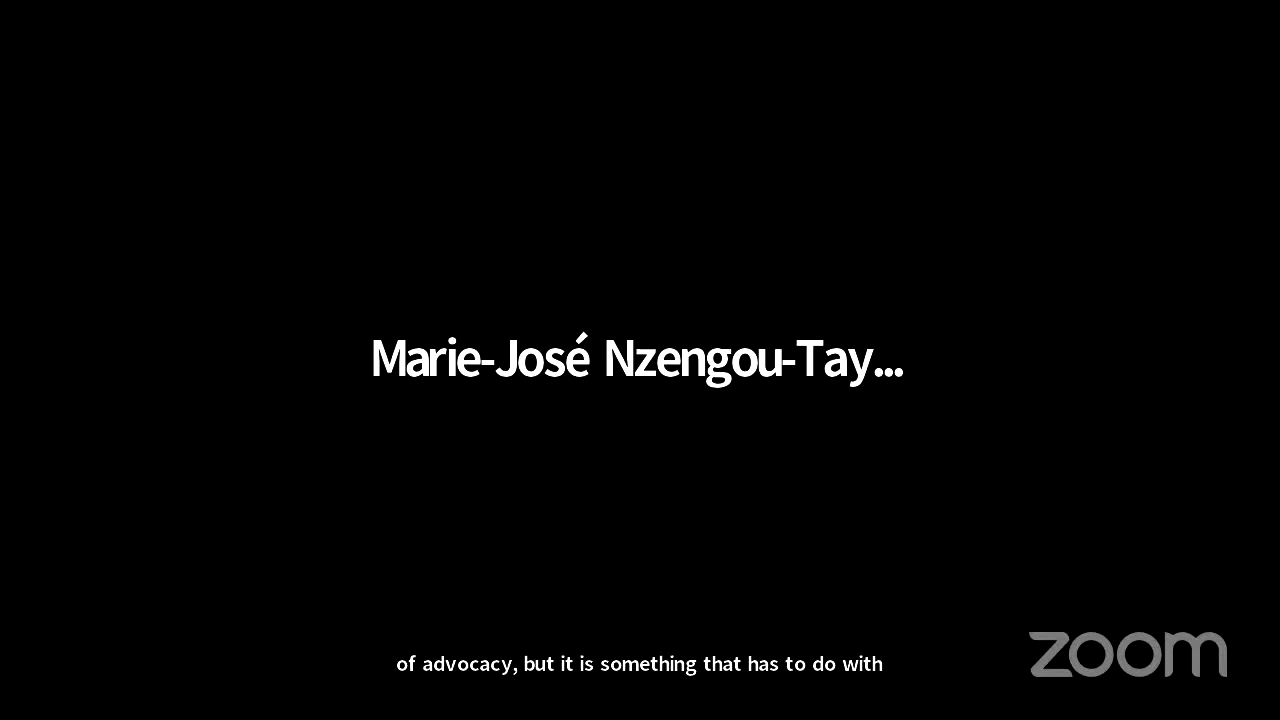 Marie-José Nzengou-Tay...
of advocacy, but it is something that has to do with
zoom